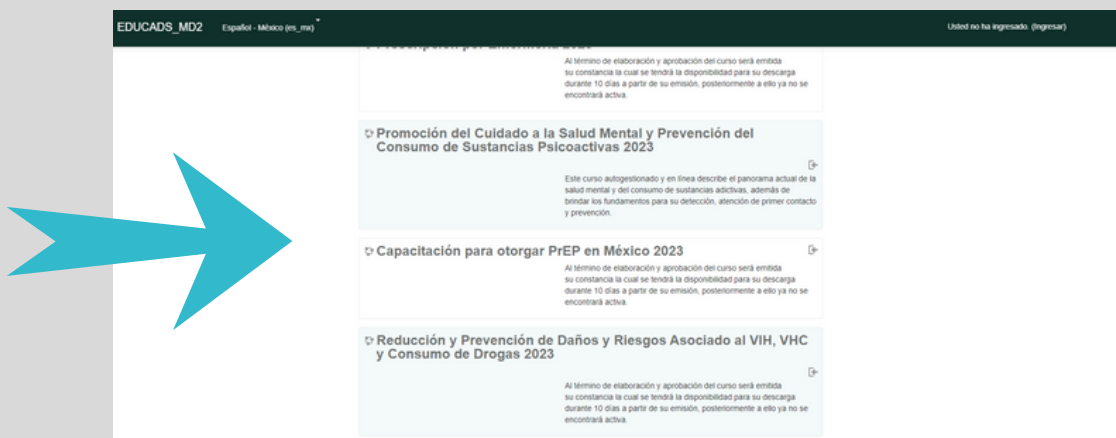 EDUCADS_MD2 Español - México (es_mx) Usted no ha ingresado. (Ingresar)
Prescripción por Enfermería 2023
Al término de elaboración y aprobación del curso será emitida
su constancia la cual se tendrá la disponibilidad para su descarga
durante 10 días a partir de su emisión, posteriormente a ello ya no se
encontrará activa.
Promoción del Cuidado a la Salud Mental y Prevención del
Consumo de Sustancias Psicoactivas 2023
Este curso autogestionado y en línea describe el panorama actual de la
salud mental y del consumo de sustancias adictivas, además de
brindar los fundamentos para su detección, atención de primer contacto
y prevención.
Capacitación para otorgar PrEP en México 2023
Al término de elaboración y aprobación del curso será emitida
su constancia la cual se tendrá la disponibilidad para su descarga
durante 10 días a partir de su emisión, posteriormente a ello ya no se
encontrará activa.
Reducción y Prevención de Daños y Riesgos Asociado al VIH, VHC
y Consumo de Drogas 2023
Al término de elaboración y aprobación del curso será emitida
su constancia la cual se tendrá la disponibilidad para su descarga
durante 10 días a partir de su emisión, posteriormente a ello ya no se
encontrará activa.